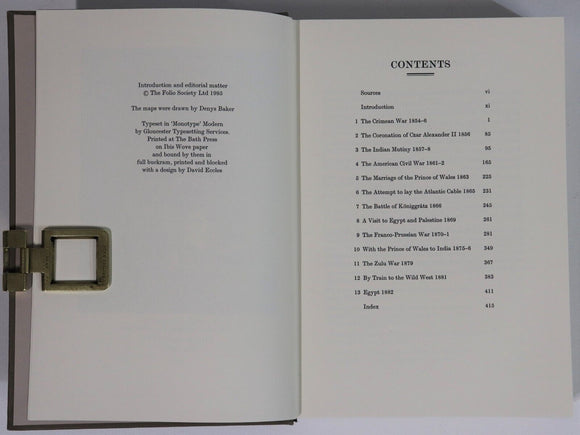 Introduction and editorial matter
© The Folio Society Ltd 1995
The maps were drawn by Denys Baker
Typeset in 'Monotype' Modern
by Gloucester Typesetting Services.
Printed at The Bath Press
on Ibis Wove paper
and bound by them in
full buckram, printed and blocked
with a design by David Eccles
CONTENTS
Sources vi
Introduction xi
1 The Crimean War 1854–6 1
2 The Coronation of Czar Alexander II 1856 85
3 The Indian Mutiny 1857–8 95
4 The American Civil War 1861–2 165
5 The Marriage of the Prince of Wales 1863 225
6 The Attempt to lay the Atlantic Cable 1865 231
7 The Battle of Königgrätz 1866 245
8 A Visit to Egypt and Palestine 1869 261
9 The Franco-Prussian War 1870–1 281
10 With the Prince of Wales to India 1875–6 349
11 The Zulu War 1879 367
12 By Train to the Wild West 1881 383
13 Egypt 1882 411
Index 415